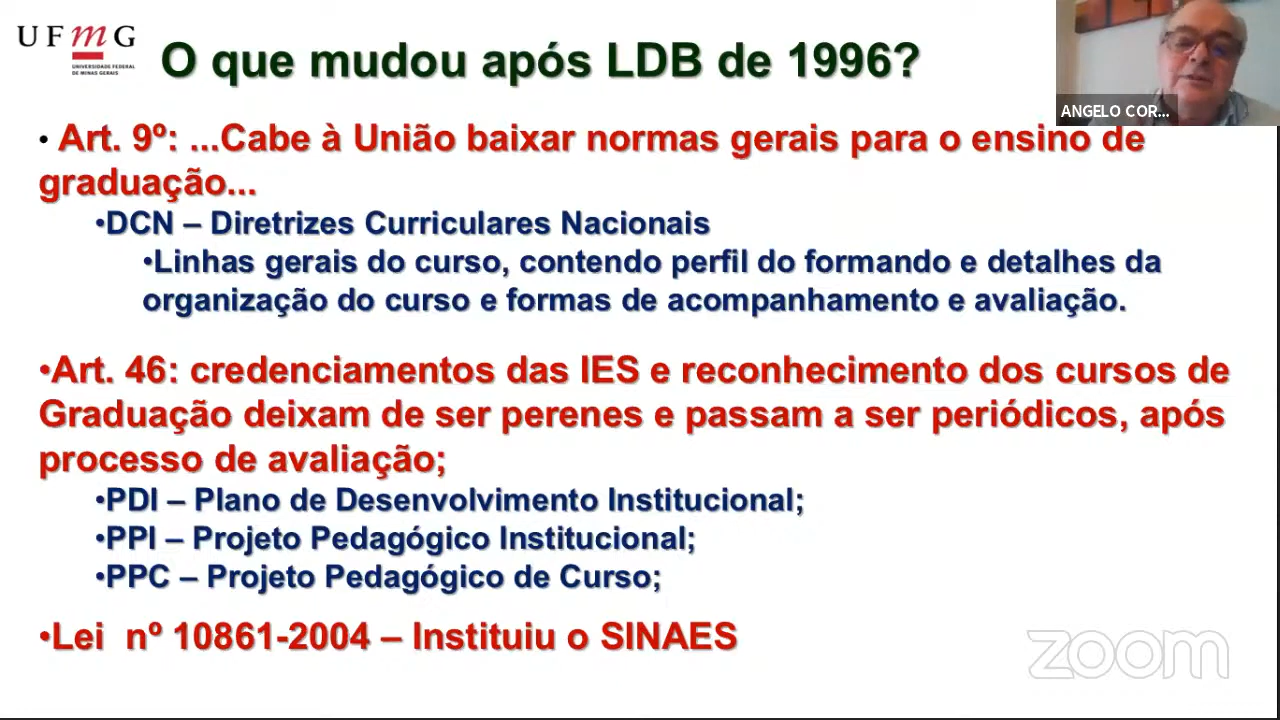 UFmG
UNIVERSIDADE FEDERAL
DE MINAS GERAIS
O que mudou após LDB de 1996?
ANGELO COR...
• Art. 9º: ...Cabe à União baixar normas gerais para o ensino de
graduação...
•DCN – Diretrizes Curriculares Nacionais
•Linhas gerais do curso, contendo perfil do formando e detalhes da
organização do curso e formas de acompanhamento e avaliação.
•Art. 46: credenciamentos das IES e reconhecimento dos cursos de
Graduação deixam de ser perenes e passam a ser periódicos, após
processo de avaliação;
•PDI – Plano de Desenvolvimento Institucional;
•PPI – Projeto Pedagógico Institucional;
•PPC – Projeto Pedagógico de Curso;
•Lei nº 10861-2004 – Instituiu o SINAES
zoom